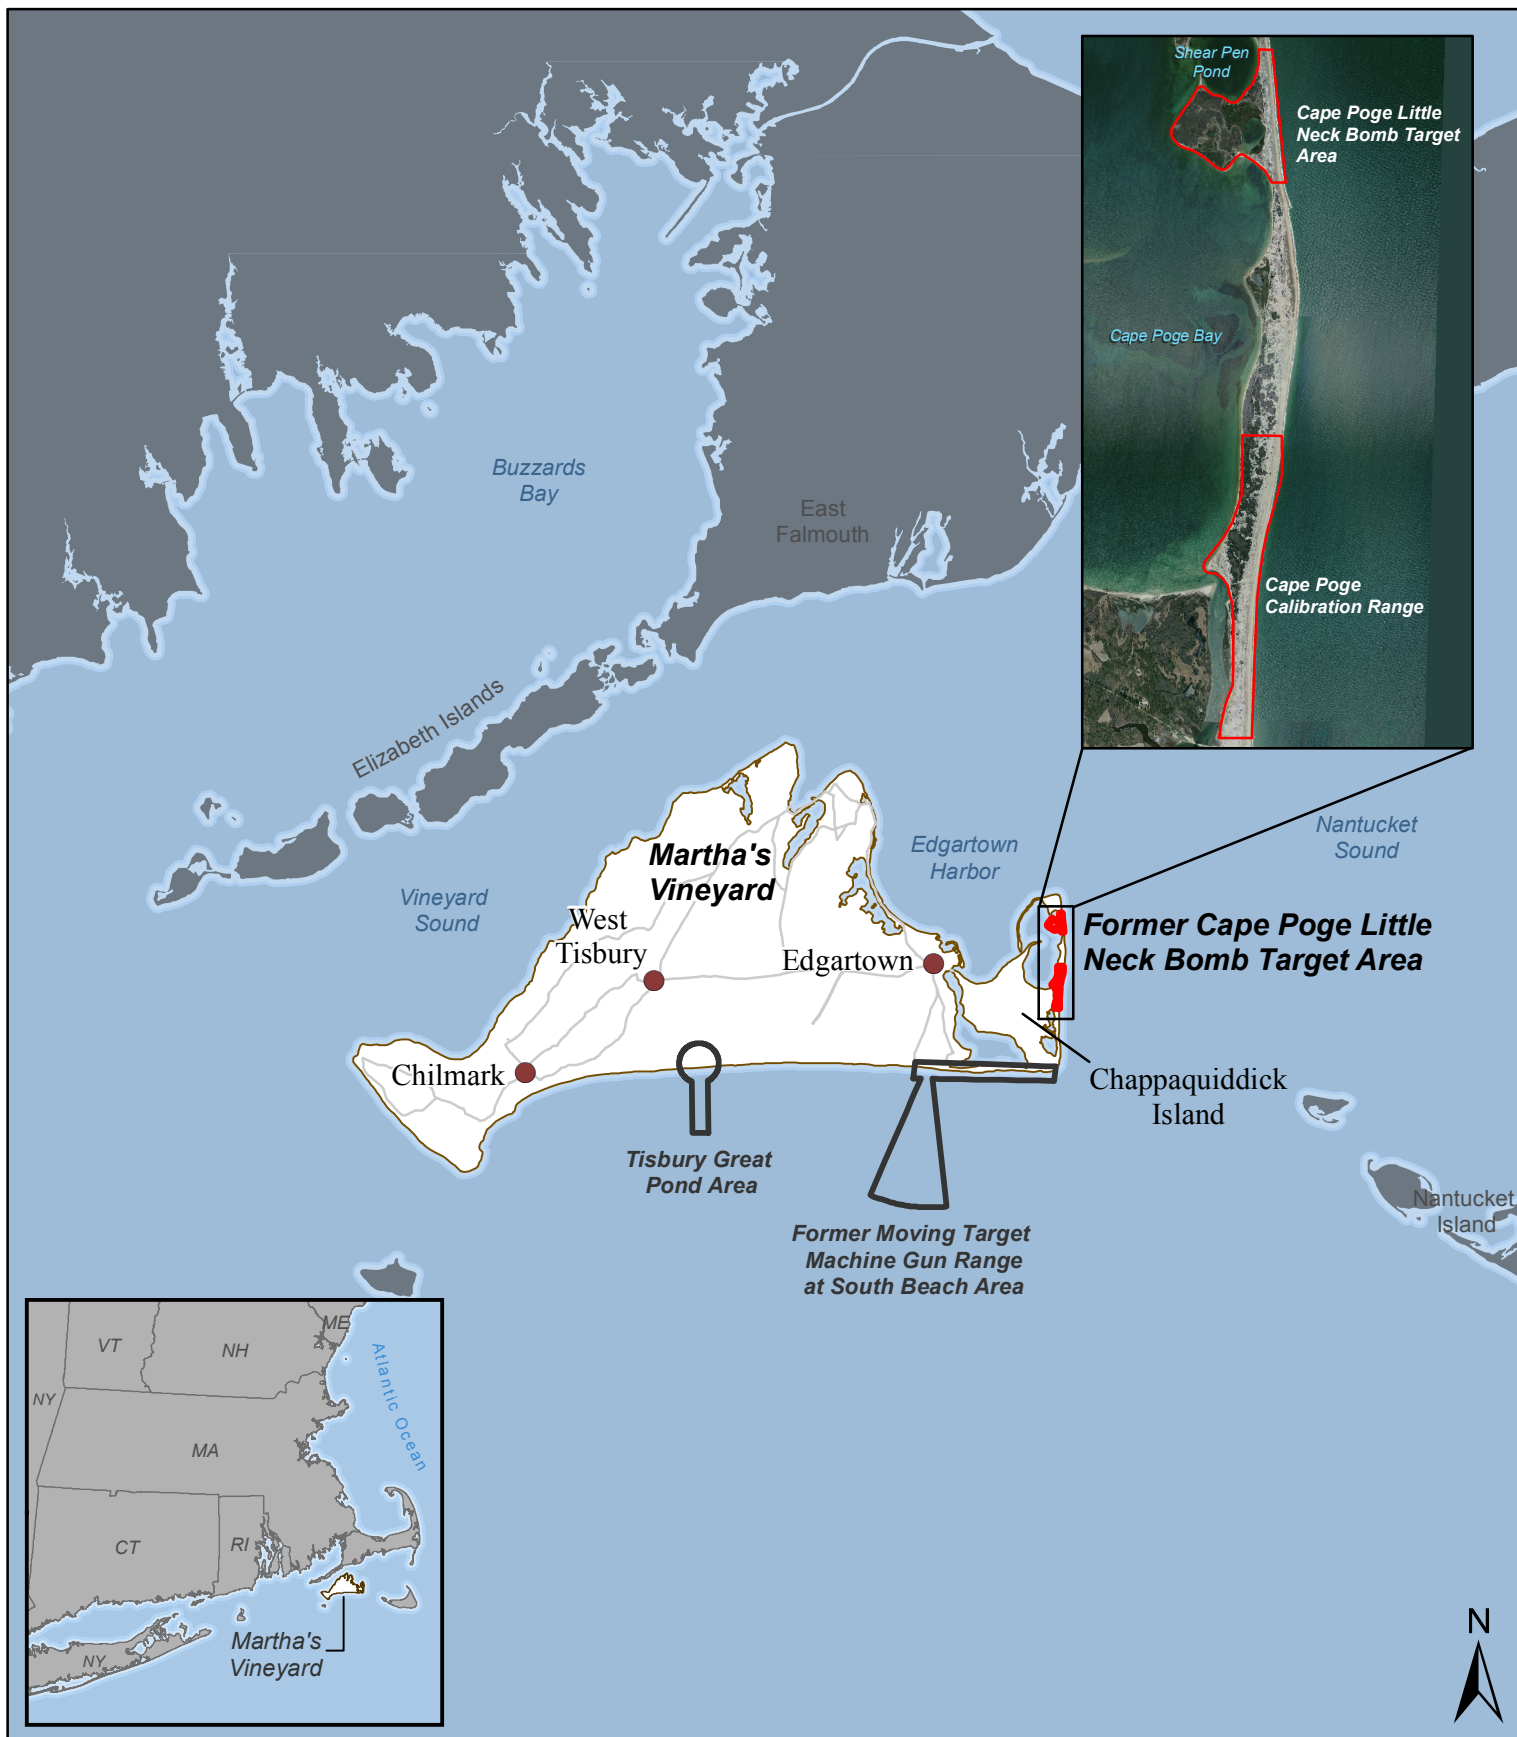 Shear Pen
Pond
Cape Poge Little
Neck Bomb Target
Area
Cape Poge Bay
Cape Poge
Calibration Range
Buzzards
Bay
East
Falmouth
Elizabeth Islands
Nantucket
Sound
Edgartown
Harbor
Martha's
Vineyard
Vineyard
Sound
West
Tisbury
Edgartown
Former Cape Poge Little
Neck Bomb Target Area
Chilmark
Chappaquiddick
Island
Tisbury Great
Pond Area
Nantucket
Island
Former Moving Target
Machine Gun Range
at South Beach Area
ME
VT
NH
NY
Atlantic Ocean
MA
CT
RI
Martha's
Vineyard
NY
N